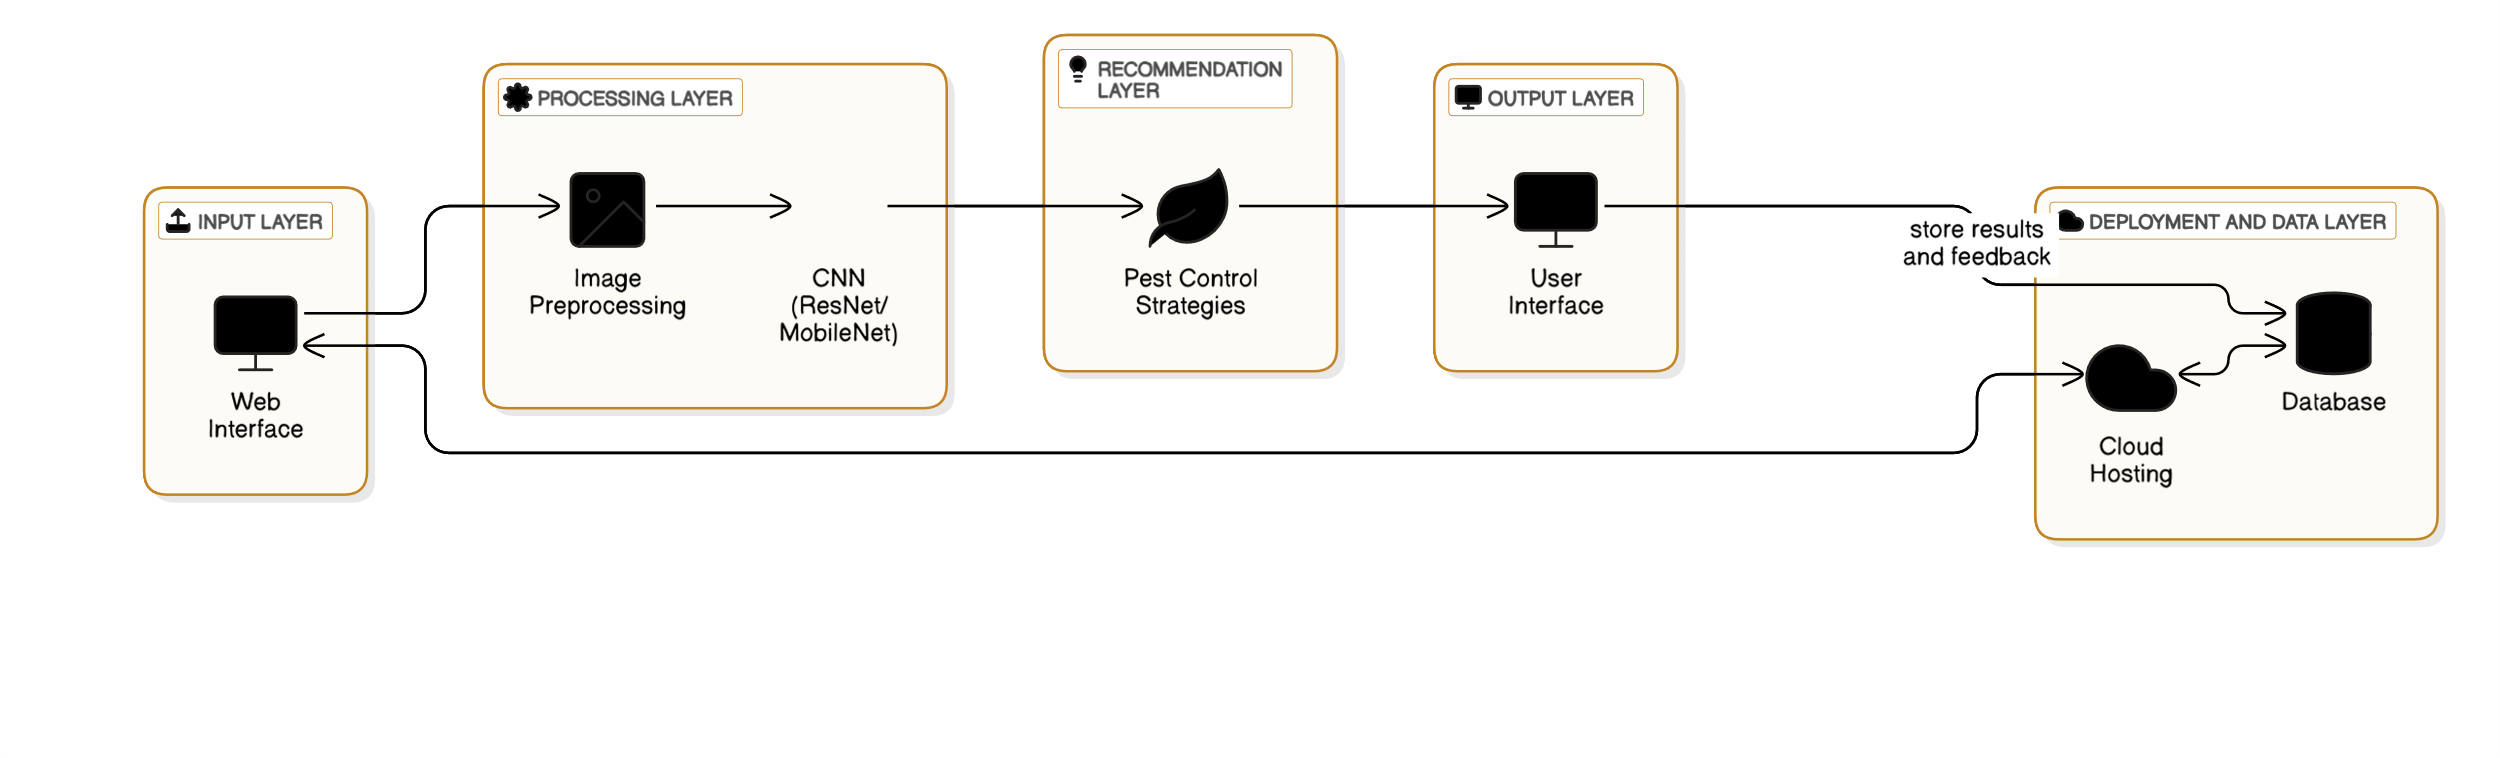 INPUT LAYER
Web
Interface
PROCESSING LAYER
Image
Preprocessing
CNN
(ResNet/
MobileNet)
RECOMMENDATION
LAYER
Pest Control
Strategies
OUTPUT LAYER
User
Interface
store results
and feedback
DEPLOYMENT AND DATA LAYER
Cloud
Hosting
Database